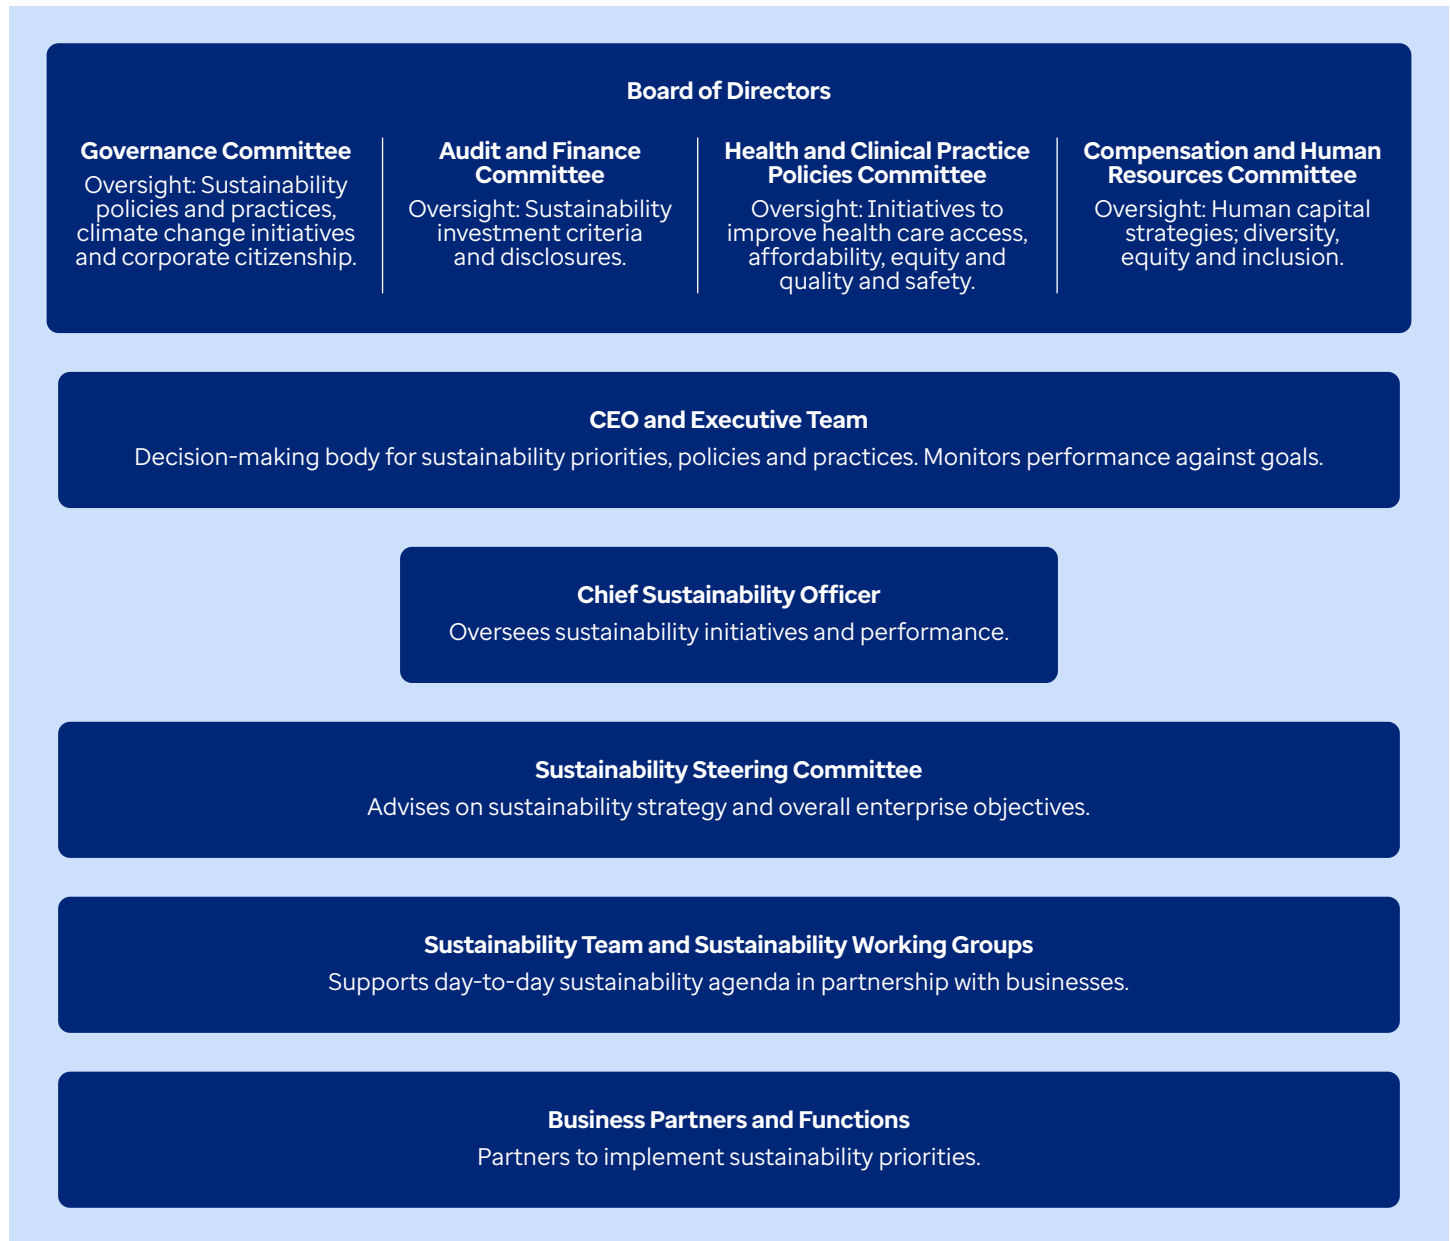 Board of Directors
Governance Committee
Oversight: Sustainability
policies and practices,
climate change initiatives
and corporate citizenship.
Audit and Finance
Committee
Oversight: Sustainability
investment criteria
and disclosures.
Health and Clinical Practice
Policies Committee
Oversight: Initiatives to
improve health care access,
affordability, equity and
quality and safety.
Compensation and Human
Resources Committee
Oversight: Human capital
strategies; diversity,
equity and inclusion.
CEO and Executive Team
Decision-making body for sustainability priorities, policies and practices. Monitors performance against goals.
Chief Sustainability Officer
Oversees sustainability initiatives and performance.
Sustainability Steering Committee
Advises on sustainability strategy and overall enterprise objectives.
Sustainability Team and Sustainability Working Groups
Supports day-to-day sustainability agenda in partnership with businesses.
Business Partners and Functions
Partners to implement sustainability priorities.